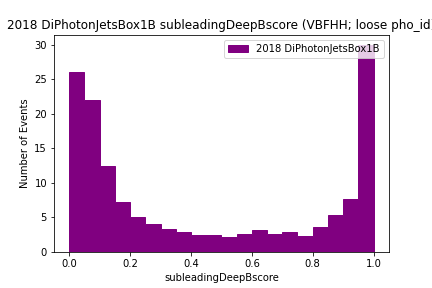 2018 DiPhotonJetsBox1B subleadingDeepBscore (VBFHH; loose pho_id
2018 DiPhotonJetsBox1B
30
25
20
15
10
5
0
Number of Events
0.0 0.2 0.4 0.6 0.8 1.0
subleadingDeepBscore